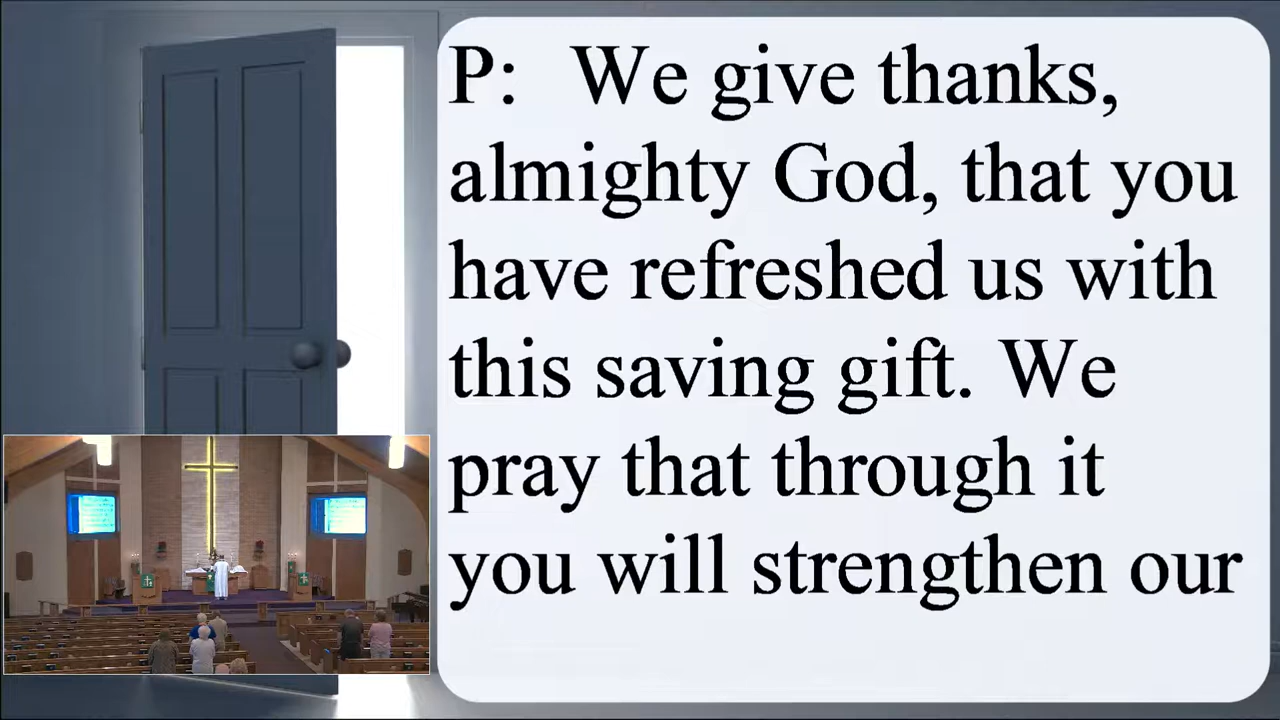 P: We give thanks,
almighty God, that you
have refreshed us with
this saving gift. We
pray that through it
you will strengthen our